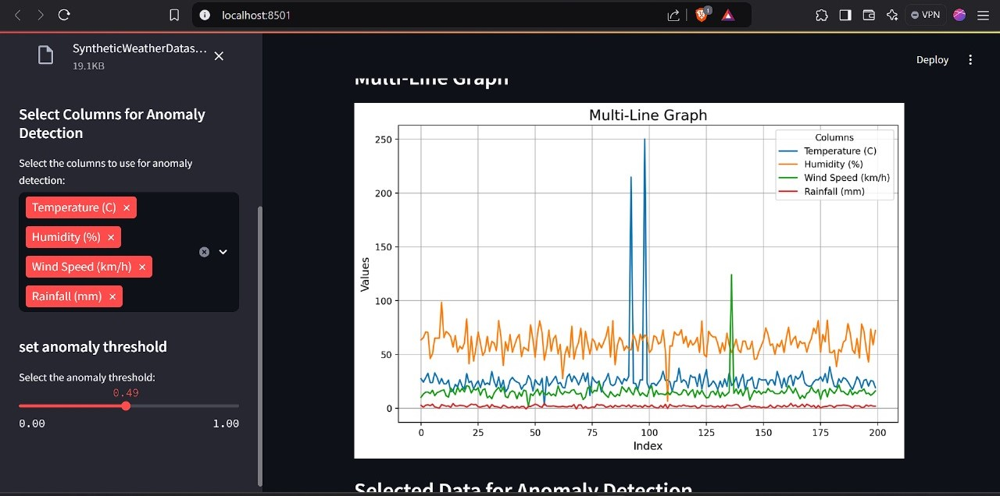 localhost:8501
1
VPN
SyntheticWeatherDatas...
19.1KB
Deploy
Select Columns for Anomaly
Detection
Select the columns to use for anomaly
detection:
Temperature (C)
Humidity (%)
Wind Speed (km/h)
Rainfall (mm)
set anomaly threshold
Select the anomaly threshold:
0.49
0.00 1.00
Multi-Line Graph
Multi-Line Graph
Columns
Temperature (C)
Humidity (%)
Wind Speed (km/h)
Rainfall (mm)
Values
250
200
150
100
50
0
0 25 50 75 100 125 150 175 200
Index
Selected Data for Anomaly Detection